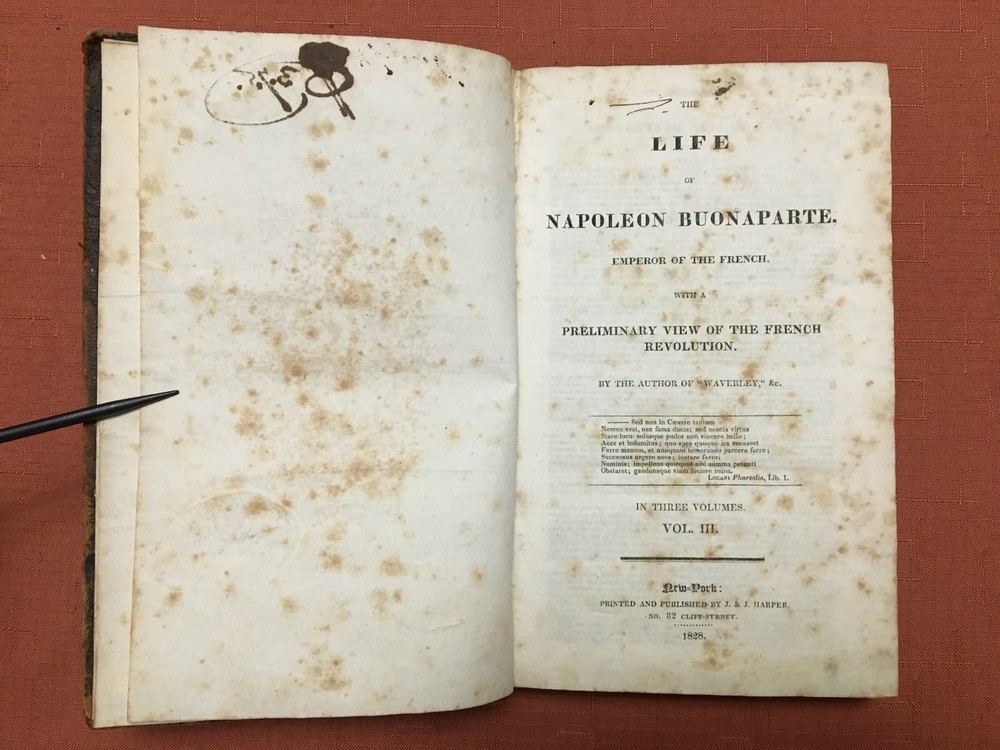 THE
LIFE
OF
NAPOLEON BUONAPARTE,
EMPEROR OF THE FRENCH.
WITH A
PRELIMINARY VIEW OF THE FRENCH
REVOLUTION.
BY THE AUTHOR OF "WAVERLEY," &c.
—— Sed non in Cæsare tantum
Nomen erat, nec fama ducis; sed nescia virtus
Stare loco: solusque pudor non vincere bello;
Acer et indomitus; quo spes quoque ira vocasset
Ferre manum, et nunquam temerando parcere ferro;
Successus urgere suos; instare favori
Numinis; impellens quicquid sibi summa petenti
Obstaret; gaudensque viam fecisse ruina.
LUCANI Pharsalia, Lib. 1.
IN THREE VOLUMES.
VOL. III.
New-York:
PRINTED AND PUBLISHED BY J. & J. HARPER,
NO. 82 CLIFF-STREET.
1828.